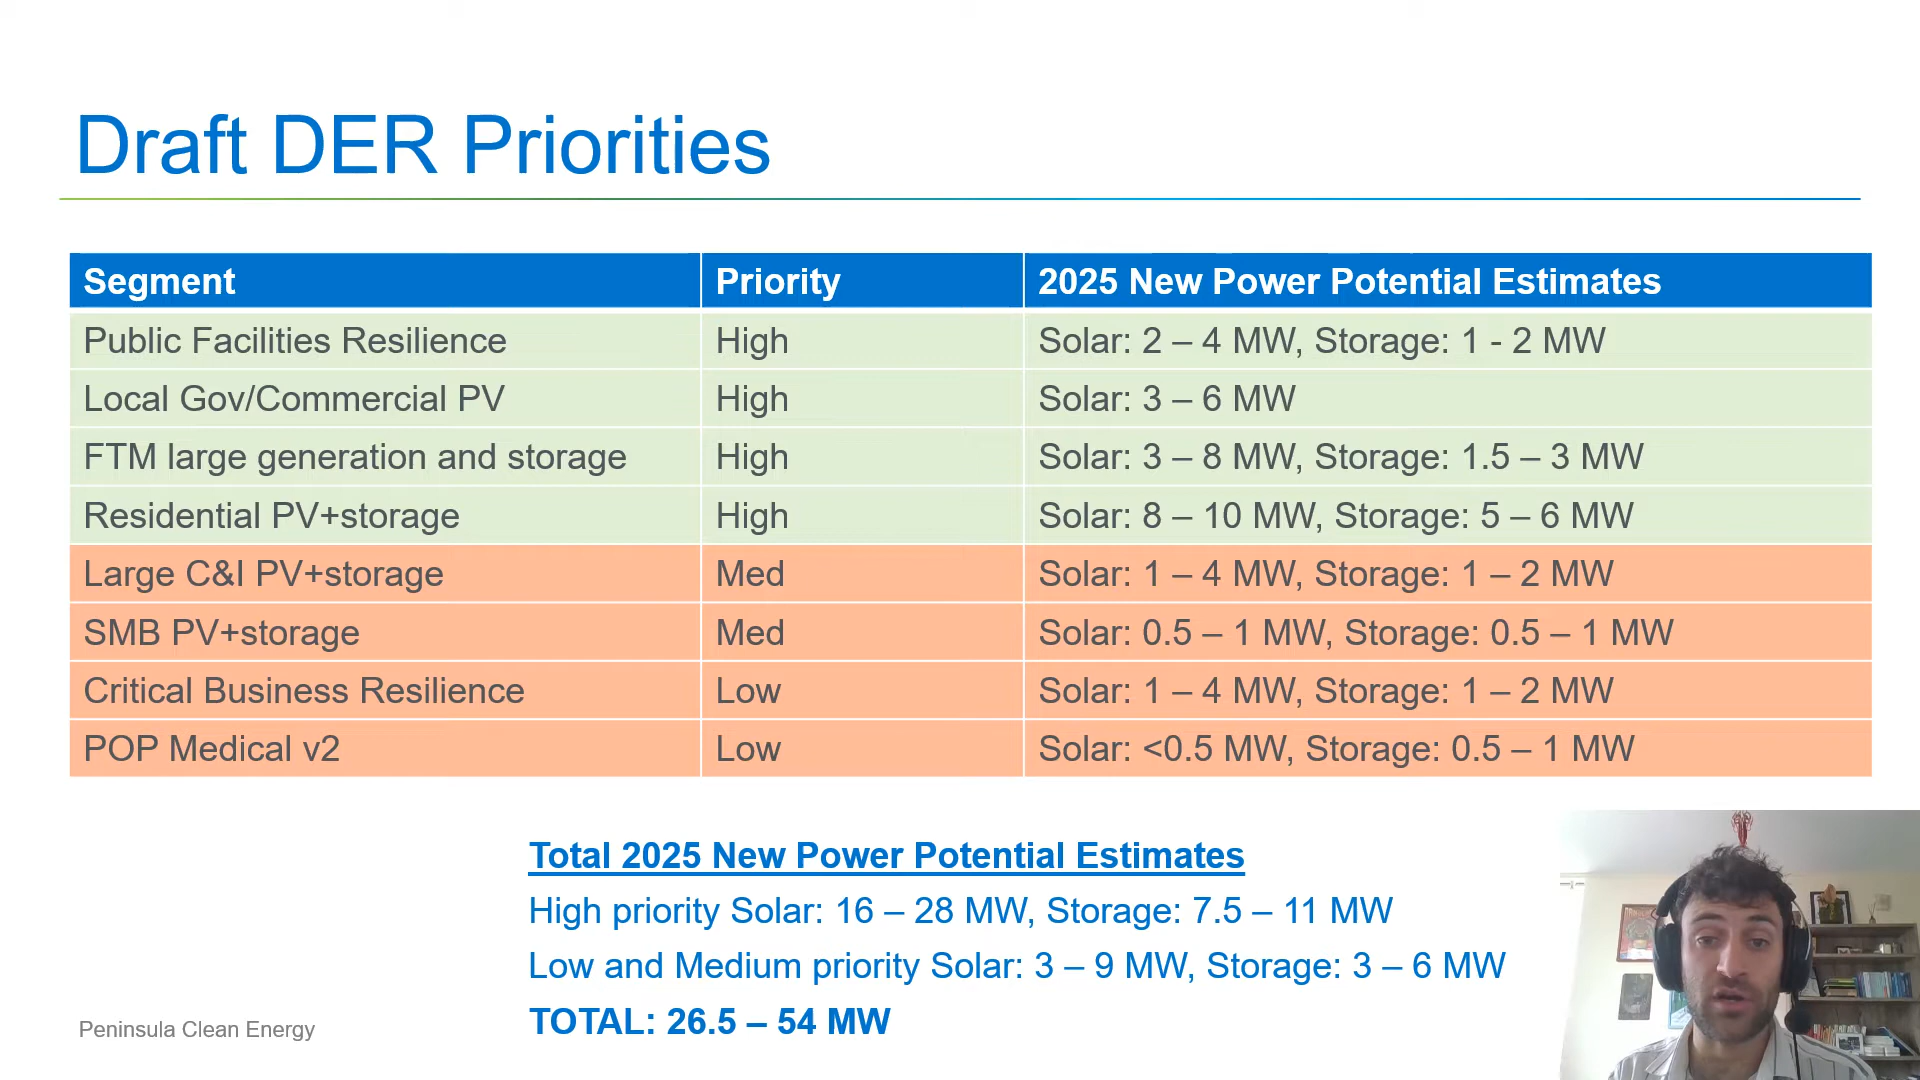 Draft DER Priorities
Segment Priority 2025 New Power Potential Estimates
Public Facilities Resilience High Solar: 2 – 4 MW, Storage: 1 - 2 MW
Local Gov/Commercial PV High Solar: 3 – 6 MW
FTM large generation and storage High Solar: 3 – 8 MW, Storage: 1.5 – 3 MW
Residential PV+storage High Solar: 8 – 10 MW, Storage: 5 – 6 MW
Large C&I PV+storage Med Solar: 1 – 4 MW, Storage: 1 – 2 MW
SMB PV+storage Med Solar: 0.5 – 1 MW, Storage: 0.5 – 1 MW
Critical Business Resilience Low Solar: 1 – 4 MW, Storage: 1 – 2 MW
POP Medical v2 Low Solar: <0.5 MW, Storage: 0.5 – 1 MW
Total 2025 New Power Potential Estimates
High priority Solar: 16 – 28 MW, Storage: 7.5 – 11 MW
Low and Medium priority Solar: 3 – 9 MW, Storage: 3 – 6 MW
TOTAL: 26.5 – 54 MW
Peninsula Clean Energy